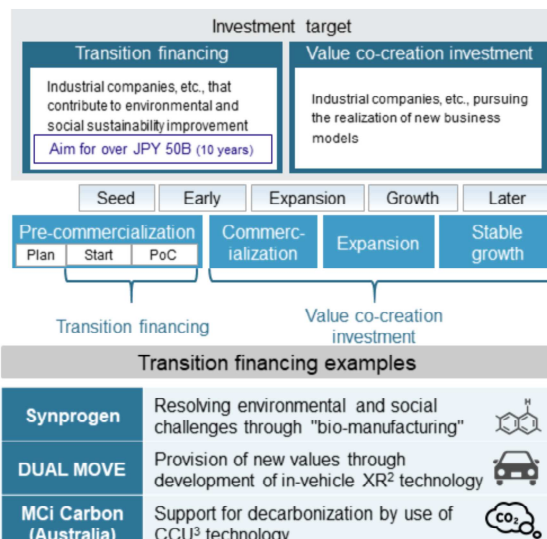 Investment target
Transition financing
Value co-creation investment
Industrial companies, etc., that
contribute to environmental and
social sustainability improvement
Aim for over JPY 50B (10 years)
Industrial companies, etc., pursuing
the realization of new business
models
Seed
Early
Expansion
Growth
Later
Pre-commercialization
Plan
Start
PoC
Commerc-
ialization
Expansion
Stable
growth
Transition financing
Value co-creation
investment
Transition financing examples
Synprogen
Resolving environmental and social
challenges through "bio-manufacturing"
H
N
DUAL MOVE
Provision of new values through
development of in-vehicle XR² technology
MCi Carbon
(Australia)
Support for decarbonization by use of
CCU³ technology
CO₂